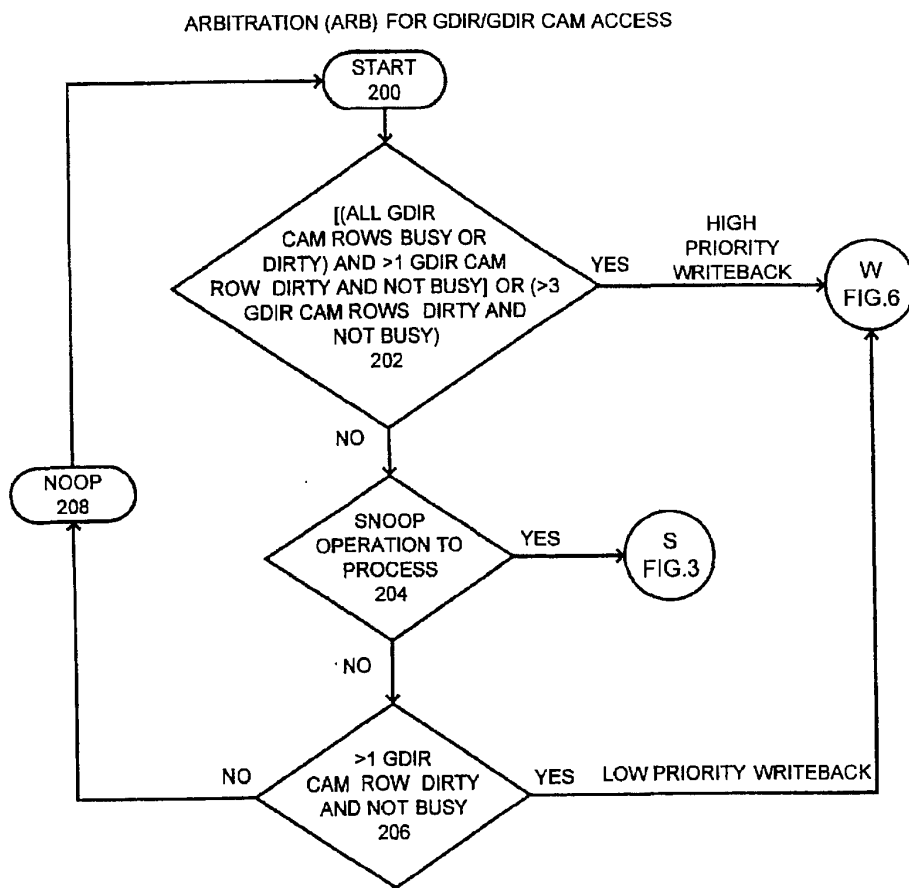 ARBITRATION (ARB) FOR GDIR/GDIR CAM ACCESS
START
200
[(ALL GDIR
CAM ROWS BUSY OR
DIRTY) AND >1 GDIR CAM
ROW DIRTY AND NOT BUSY] OR (>3
GDIR CAM ROWS DIRTY AND
NOT BUSY)
202
YES
HIGH
PRIORITY
WRITEBACK
W
FIG.6
NO
NOOP
208
SNOOP
OPERATION TO
PROCESS
204
YES
S
FIG.3
NO
>1 GDIR
CAM ROW DIRTY
AND NOT BUSY
206
NO
YES
LOW PRIORITY WRITEBACK